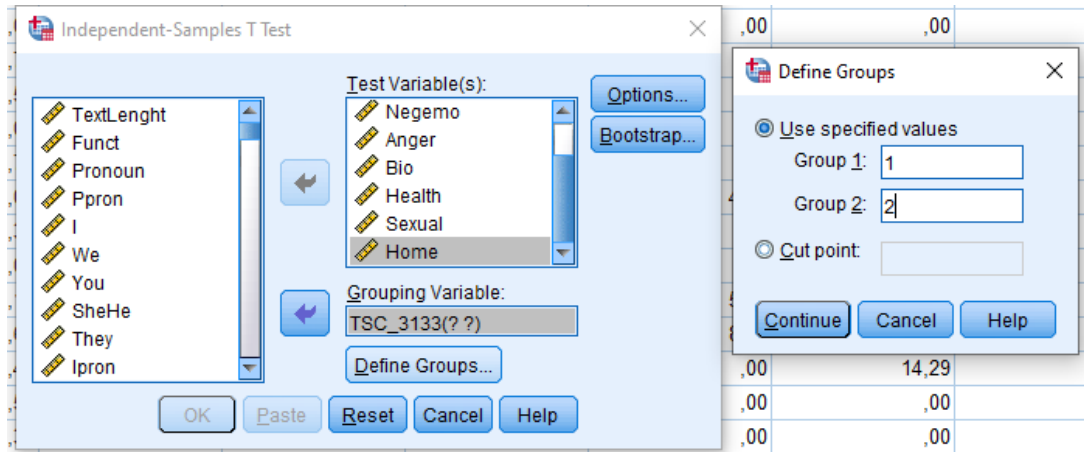 Independent-Samples T Test
TextLenght
Funct
Pronoun
Ppron
I
We
You
SheHe
They
Ipron
Test Variable(s):
Negemo
Anger
Bio
Health
Sexual
Home
Grouping Variable:
TSC_3133(? ?)
Define Groups...
Options...
Bootstrap...
OK Paste Reset Cancel Help
Define Groups
Use specified values
Group 1: 1
Group 2: 2
Cut point:
Continue Cancel Help
,00 ,00
,00 14,29
,00 ,00
,00 ,00